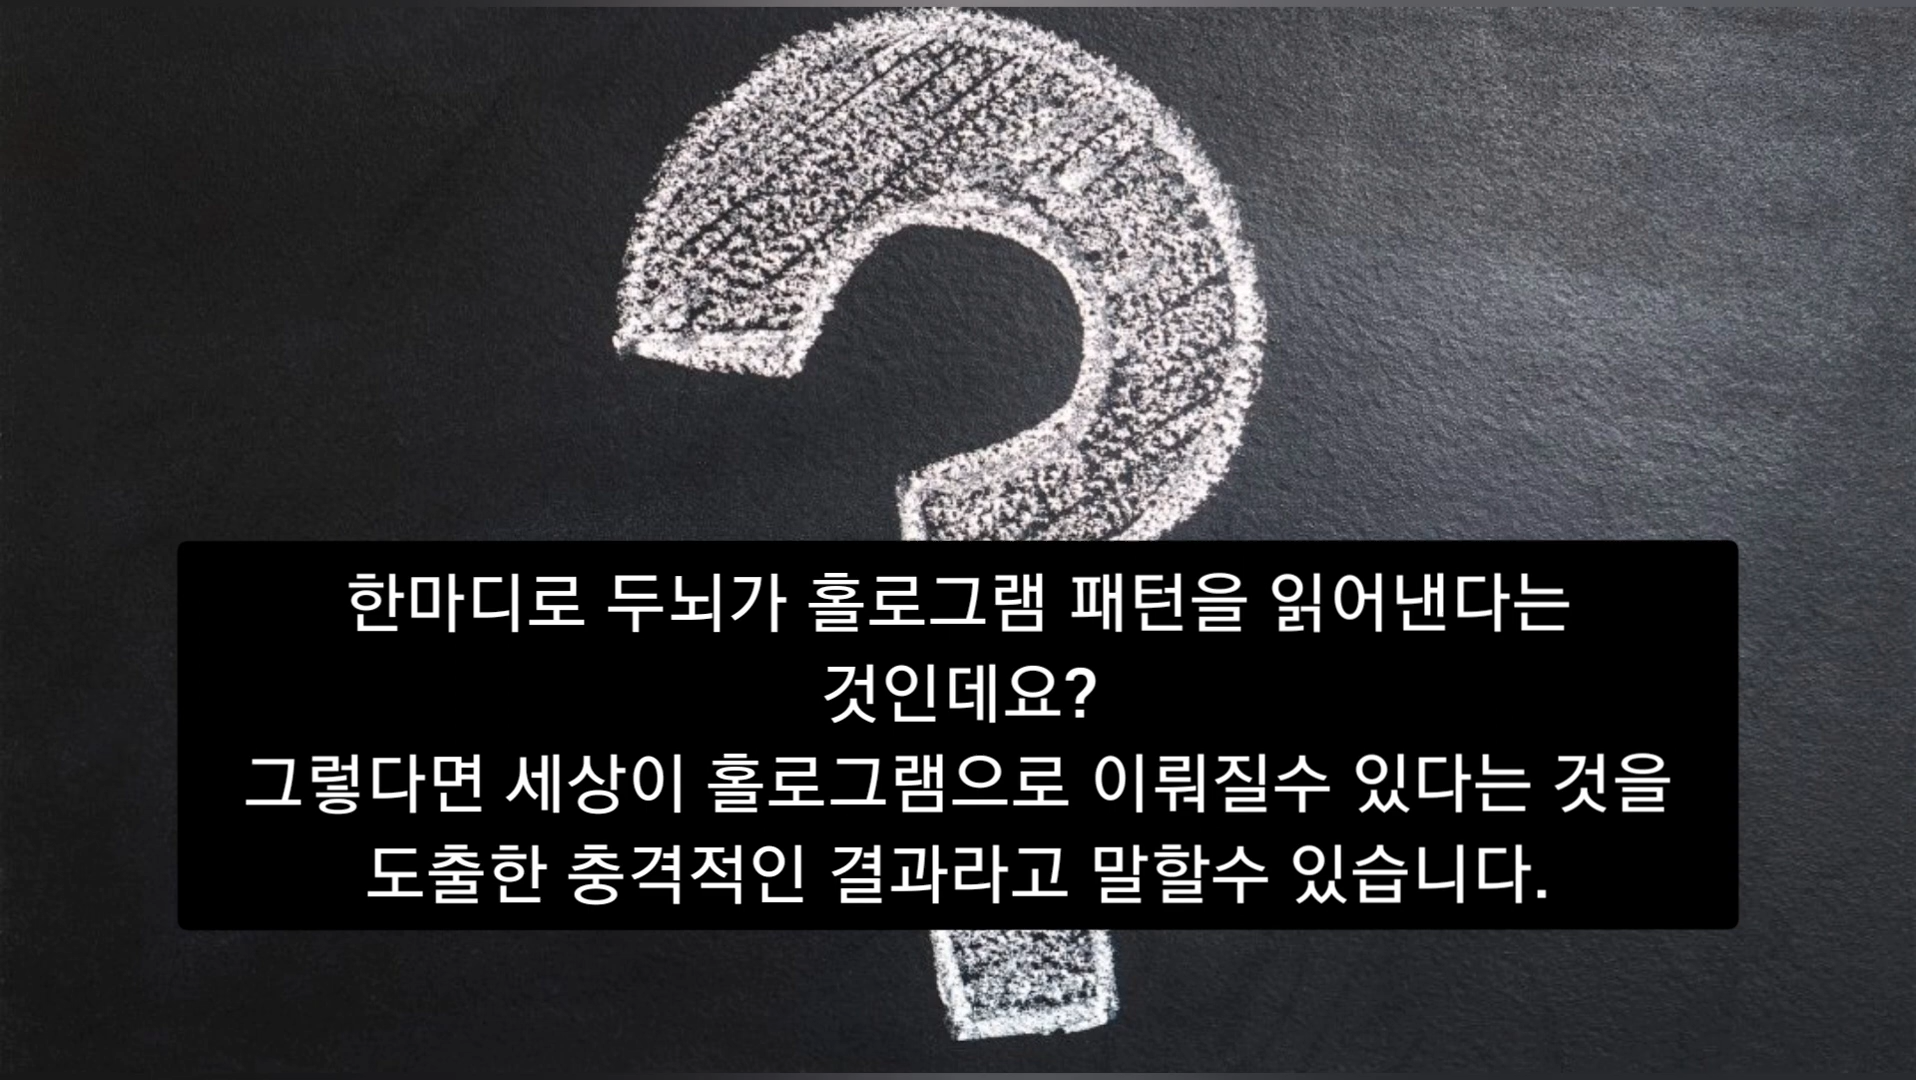 한마디로 두뇌가 홀로그램 패턴을 읽어낸다는
것인데요?
그렇다면 세상이 홀로그램으로 이뤄질수 있다는 것을
도출한 충격적인 결과라고 말할수 있습니다.